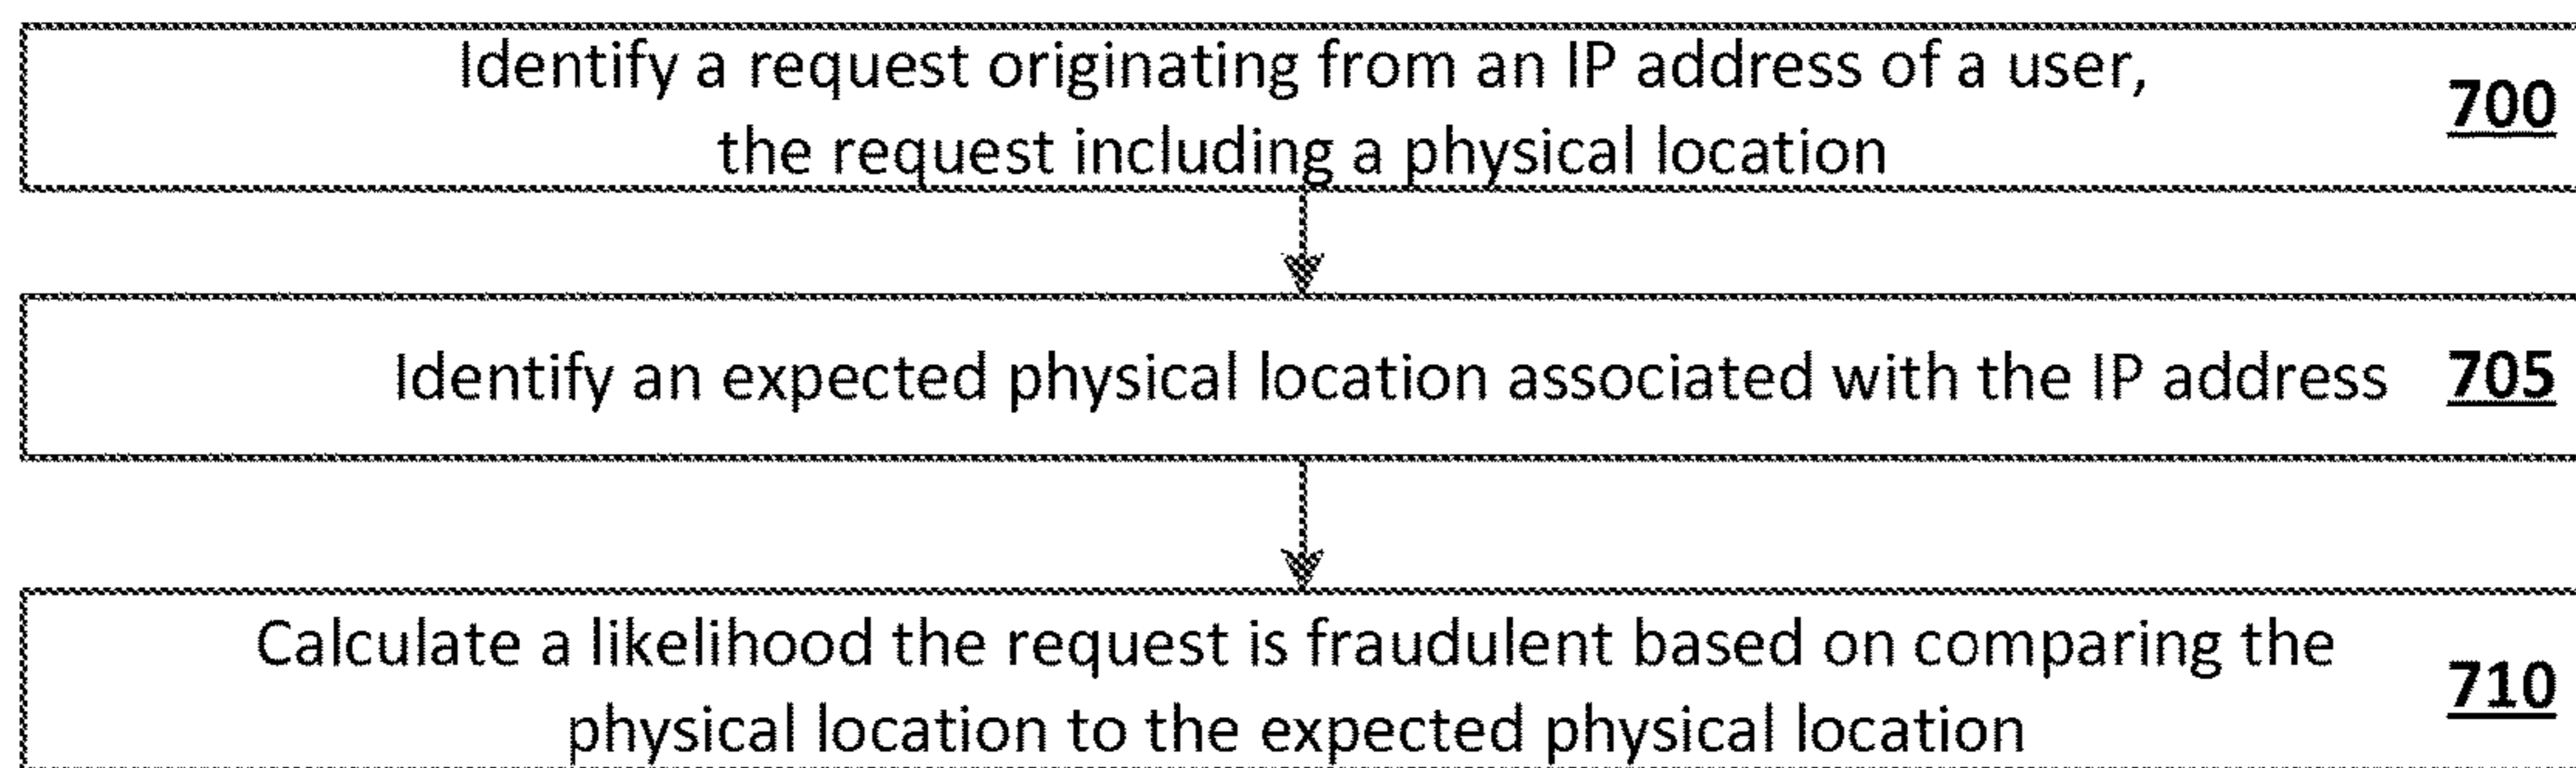 Identify a request originating from an IP address of a user,
the request including a physical location
700
Identify an expected physical location associated with the IP address 705
Calculate a likelihood the request is fraudulent based on comparing the
physical location to the expected physical location
710